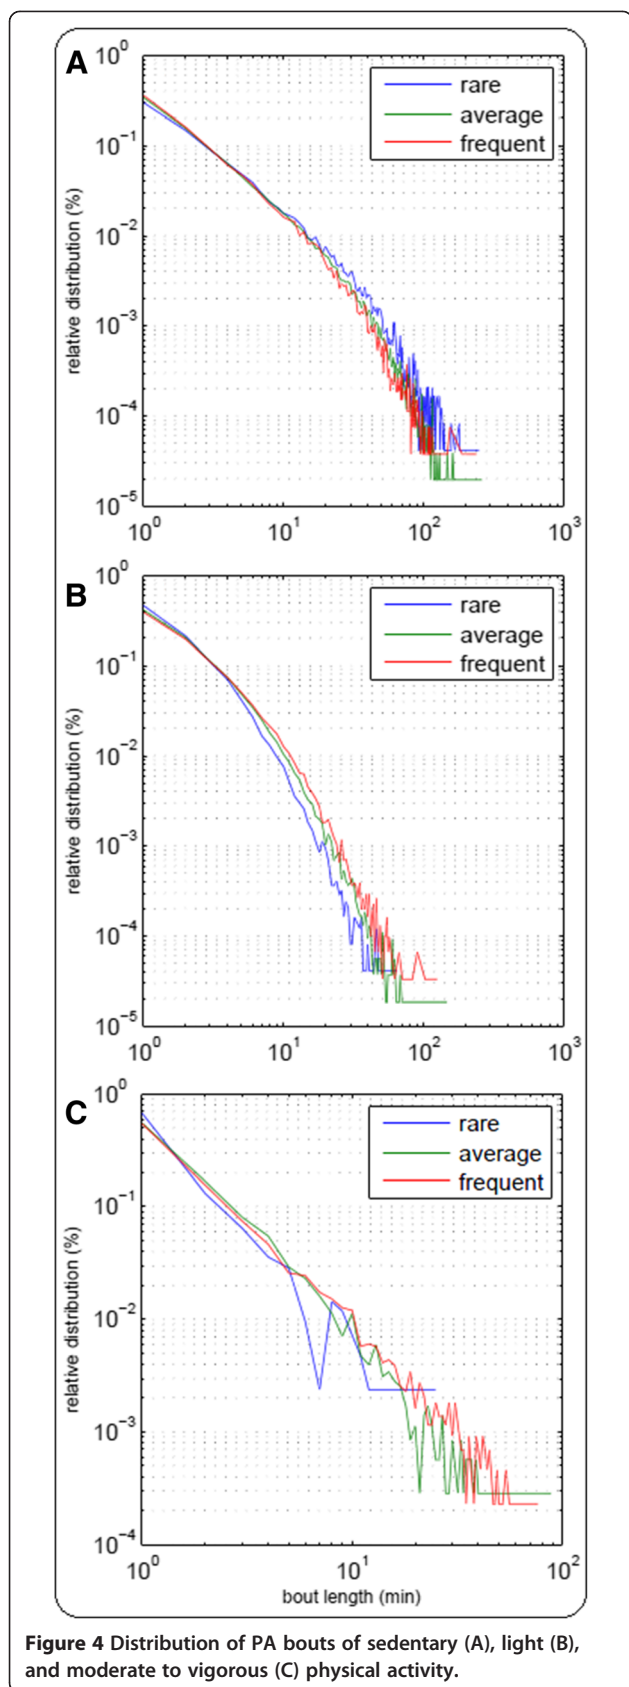 A
10^0
10^-1
10^-2
10^-3
10^-4
10^-5
relative distribution (%)
rare
average
frequent
10^0 10^1 10^2 10^3
B
10^0
10^-1
10^-2
10^-3
10^-4
10^-5
relative distribution (%)
rare
average
frequent
10^0 10^1 10^2 10^3
C
10^0
10^-1
10^-2
10^-3
10^-4
relative distribution (%)
rare
average
frequent
10^0 10^1 10^2
bout length (min)
Figure 4 Distribution of PA bouts of sedentary (A), light (B),
and moderate to vigorous (C) physical activity.